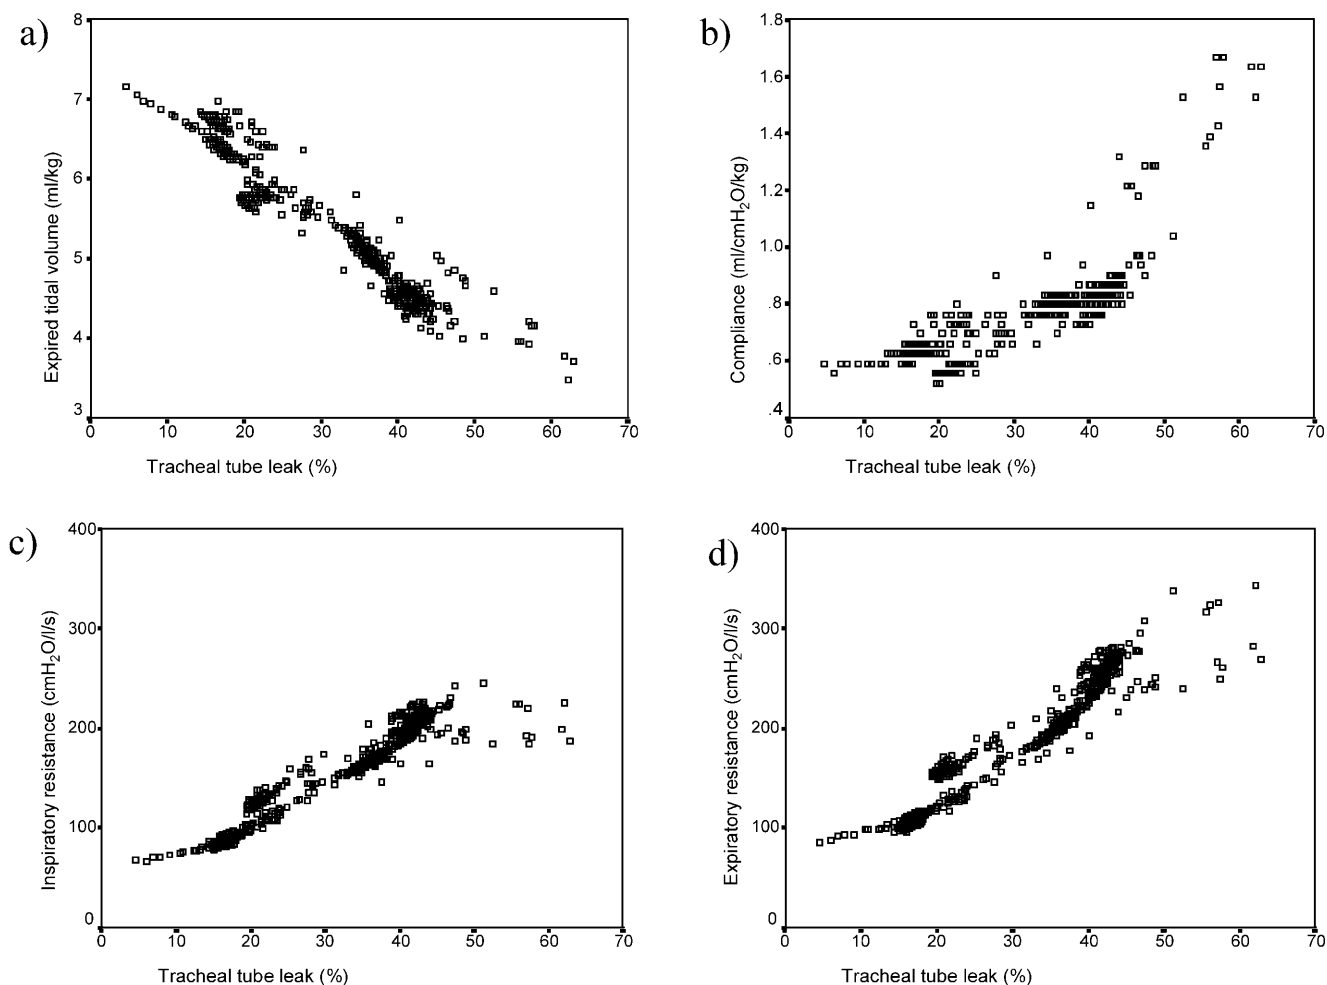 a)
8
7
6
5
4
3
Expired tidal volume (ml/kg)
0 10 20 30 40 50 60 70
Tracheal tube leak (%)
b)
1.8
1.6
1.4
1.2
1.0
.8
.6
.4
Compliance (ml/cmH₂O/kg)
0 10 20 30 40 50 60 70
Tracheal tube leak (%)
c)
400
300
200
100
0
Inspiratory resistance (cmH₂O/l/s)
0 10 20 30 40 50 60 70
Tracheal tube leak (%)
d)
400
300
200
100
0
Expiratory resistance (cmH₂O/l/s)
0 10 20 30 40 50 60 70
Tracheal tube leak (%)